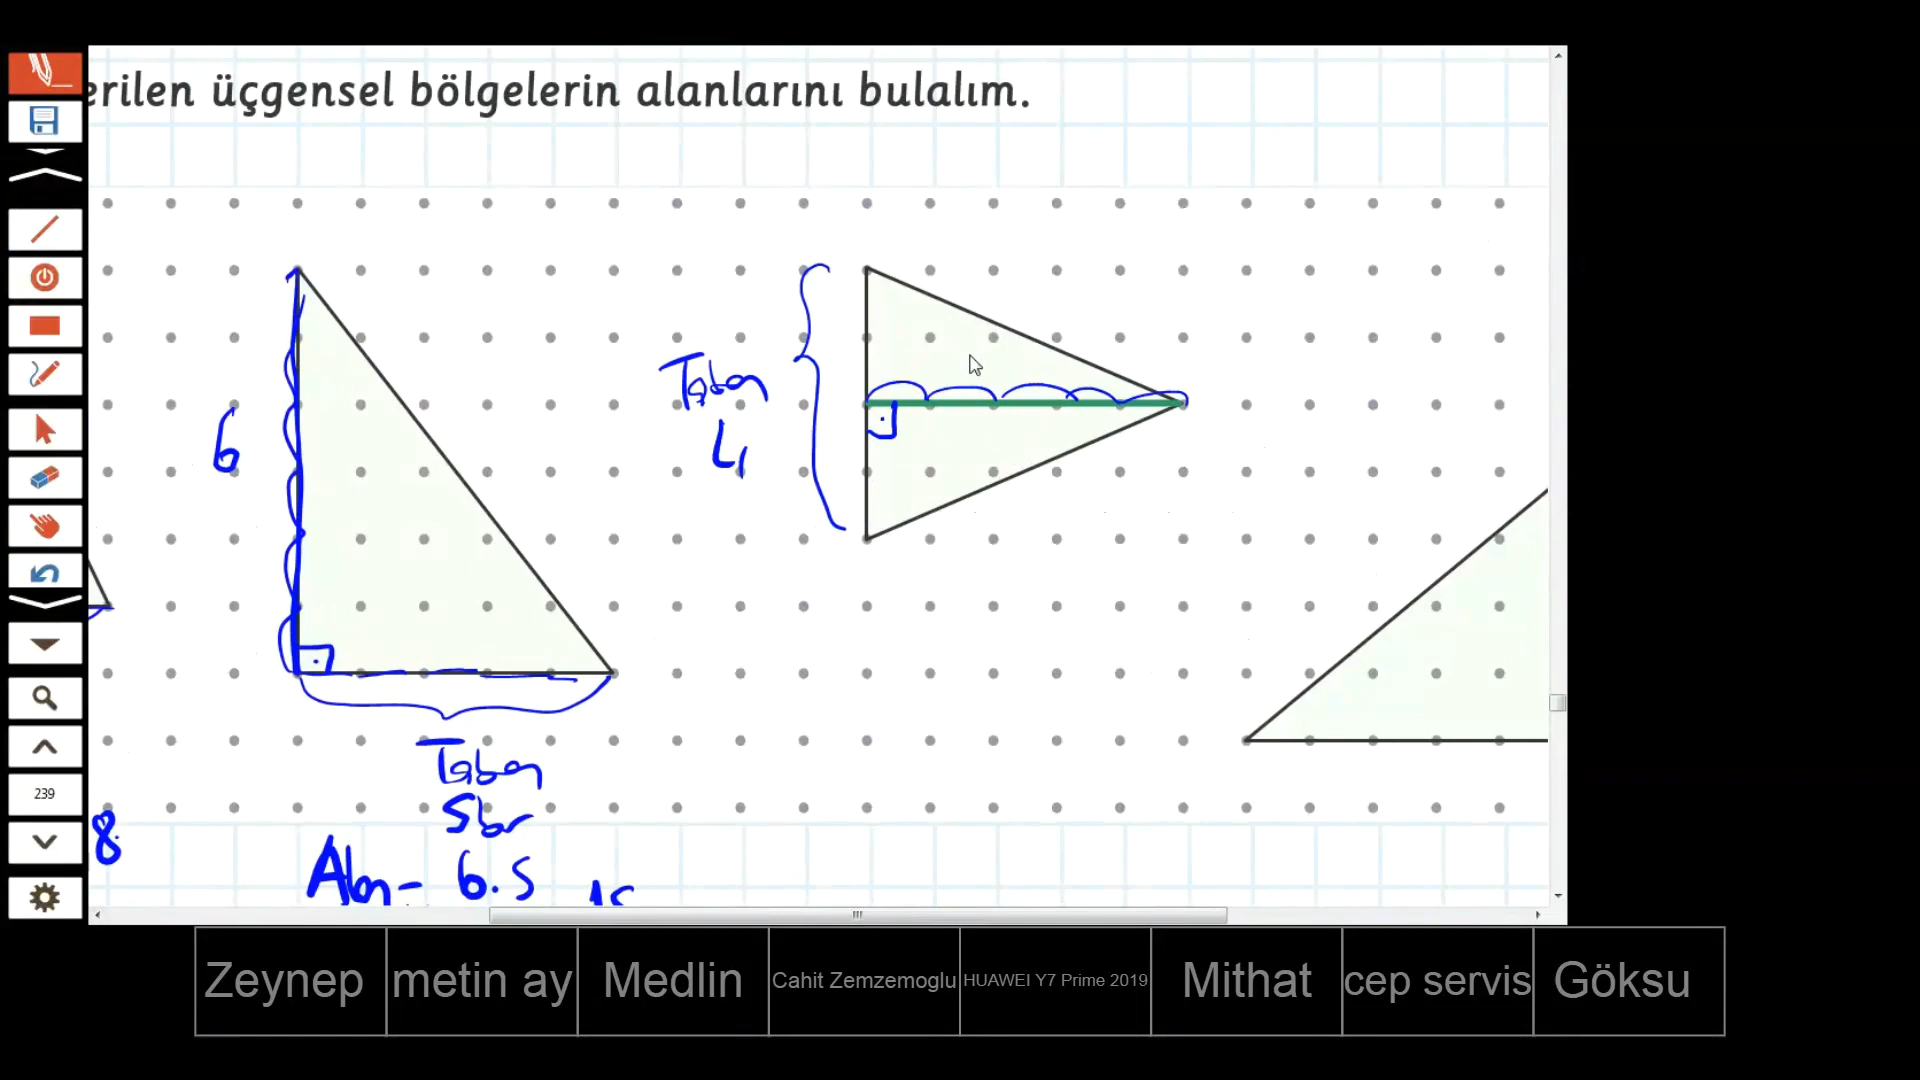 erilen üçgensel bölgelerin alanlarını bulalım.
6
Taban
4
Taban
5br
8
Alan = 6.5
15
239
Zeynep
metin ay
Medlin
Cahit Zemzemoglu
HUAWEI Y7 Prime 2019
Mithat
cep servis
Göksu